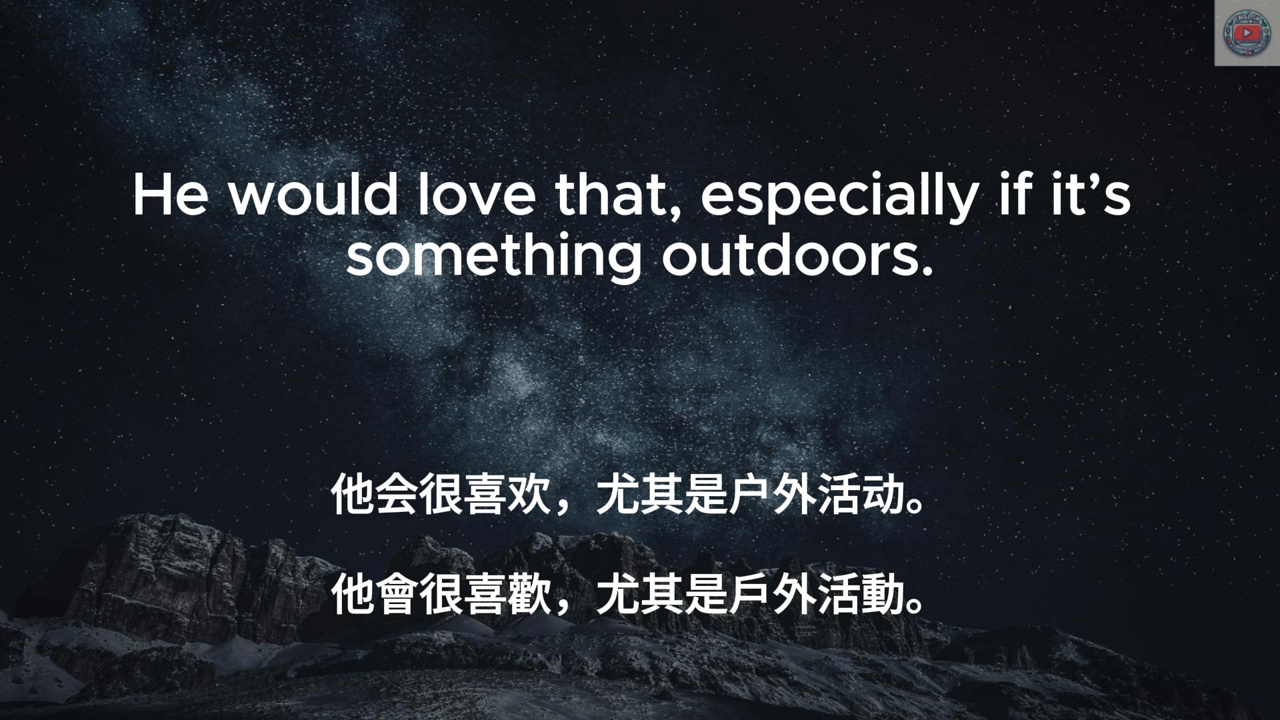 He would love that, especially if it’s
something outdoors.
他会很喜欢，尤其是户外活动。
他會很喜歡，尤其是戶外活動。